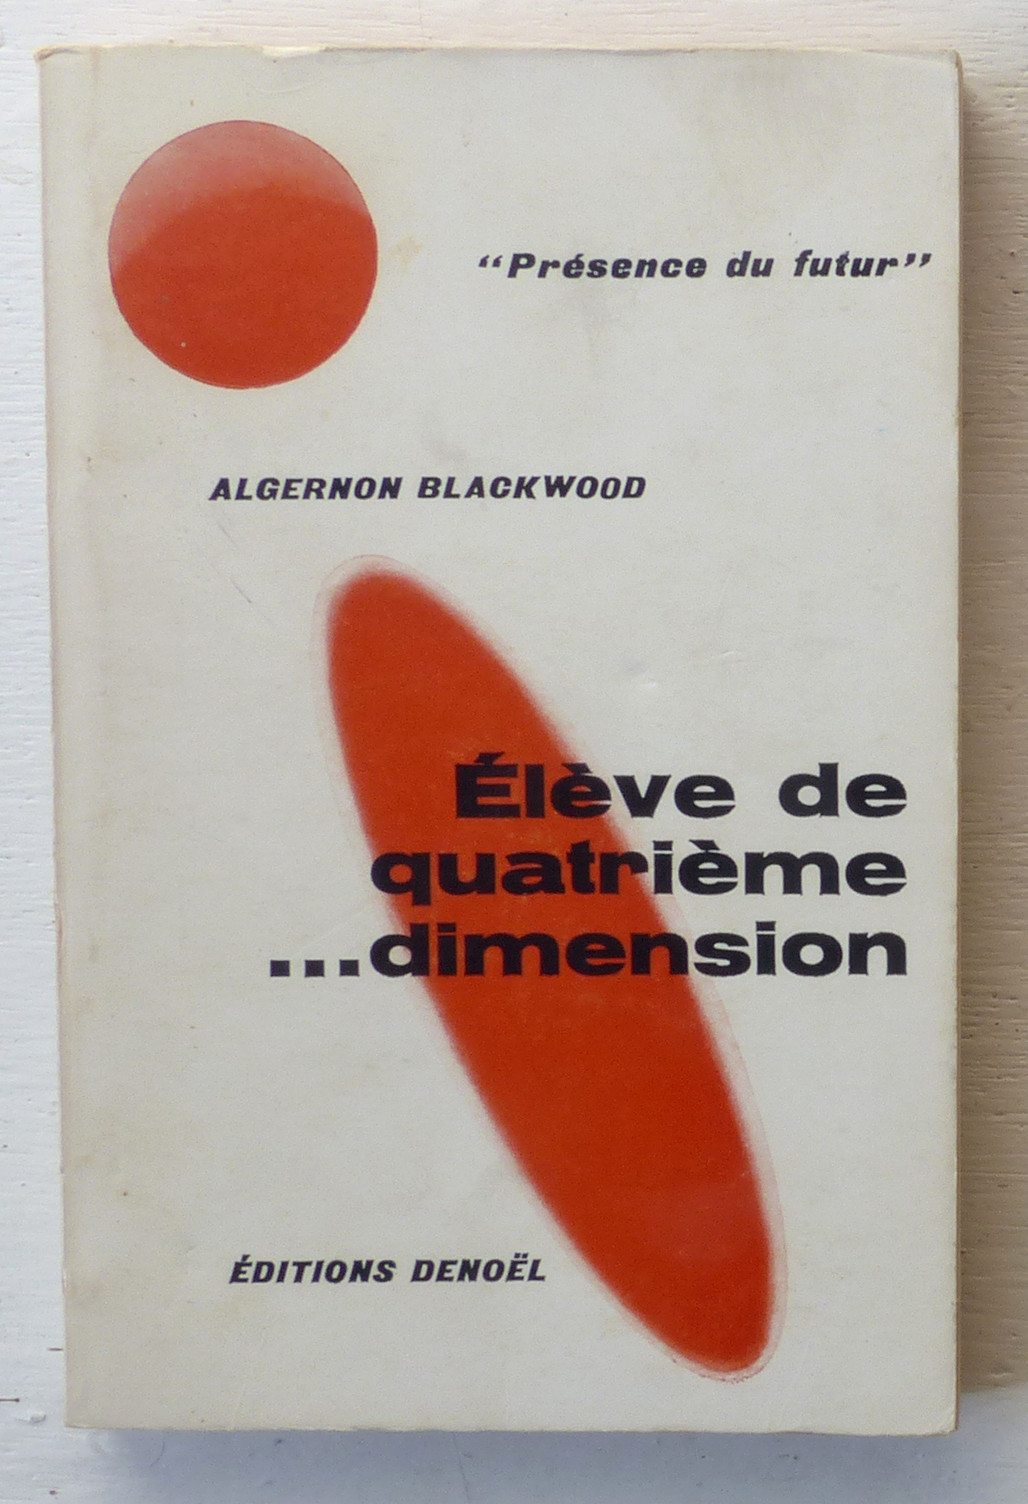 “Présence du futur”
ALGERNON BLACKWOOD
Élève de
quatrième
...dimension
ÉDITIONS DENOËL